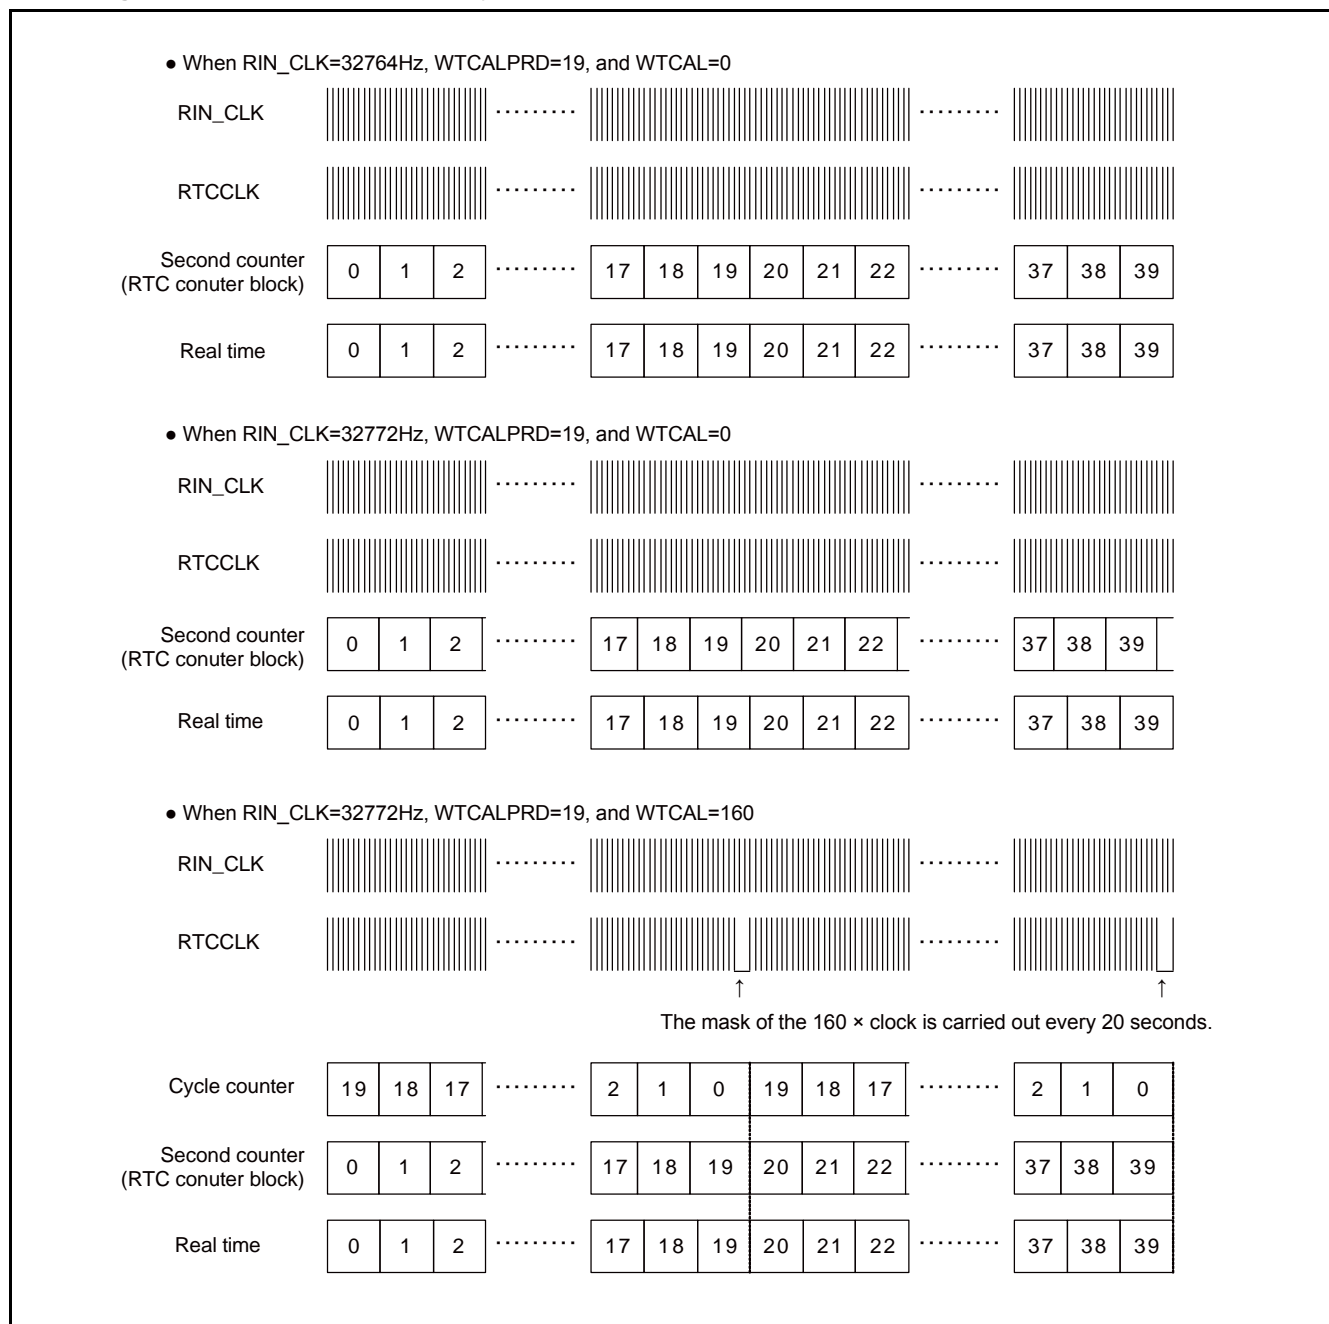 ● When RIN_CLK=32764Hz, WTCALPRD=19, and WTCAL=0
RIN_CLK ·········  ·········
RTCCLK ·········  ·········
Second counter
(RTC conuter block) 0 1 2 ········· 17 18 19 20 21 22 ········· 37 38 39
Real time 0 1 2 ········· 17 18 19 20 21 22 ········· 37 38 39
● When RIN_CLK=32772Hz, WTCALPRD=19, and WTCAL=0
RIN_CLK ·········  ·········
RTCCLK ·········  ·········
Second counter
(RTC conuter block) 0 1 2 ········· 17 18 19 20 21 22 ········· 37 38 39
Real time 0 1 2 ········· 17 18 19 20 21 22 ········· 37 38 39
● When RIN_CLK=32772Hz, WTCALPRD=19, and WTCAL=160
RIN_CLK ·········  ·········
RTCCLK ·········  ·········
↑ ↑
The mask of the 160 × clock is carried out every 20 seconds.
Cycle counter 19 18 17 ········· 2 1 0 19 18 17 ········· 2 1 0
Second counter
(RTC conuter block) 0 1 2 ········· 17 18 19 20 21 22 ········· 37 38 39
Real time 0 1 2 ········· 17 18 19 20 21 22 ········· 37 38 39